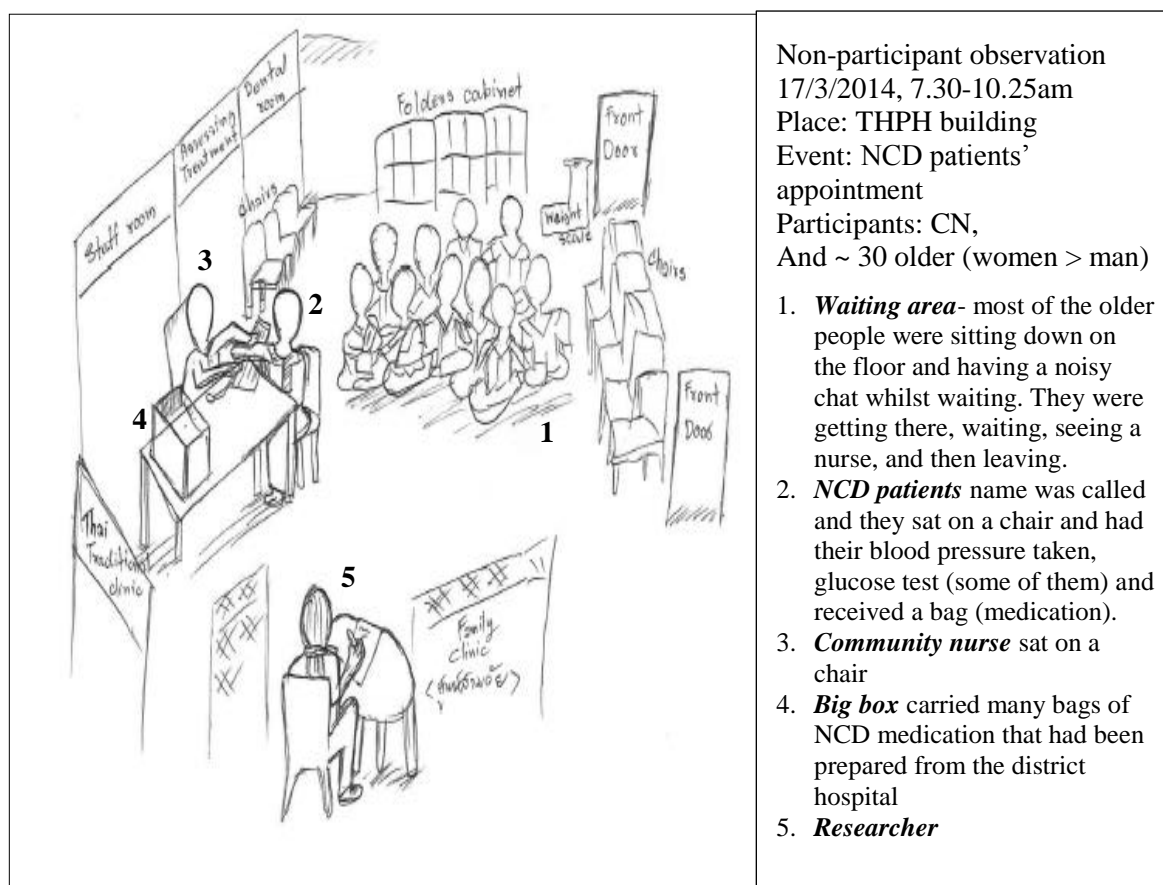 Dental
room
Assessing
Treatment
Staff room
chairs
Folders cabinet
Front
Door
Weight
scale
chairs
3
2
4
1
Front
Door
Thai
Traditional
clinic
5
Family
Clinic
Non-participant observation
17/3/2014, 7.30-10.25am
Place: THPH building
Event: NCD patients’
appointment
Participants: CN,
And ~ 30 older (women > man)
1. Waiting area- most of the older
people were sitting down on
the floor and having a noisy
chat whilst waiting. They were
getting there, waiting, seeing a
nurse, and then leaving.
2. NCD patients name was called
and they sat on a chair and had
their blood pressure taken,
glucose test (some of them) and
received a bag (medication).
3. Community nurse sat on a
chair
4. Big box carried many bags of
NCD medication that had been
prepared from the district
hospital
5. Researcher